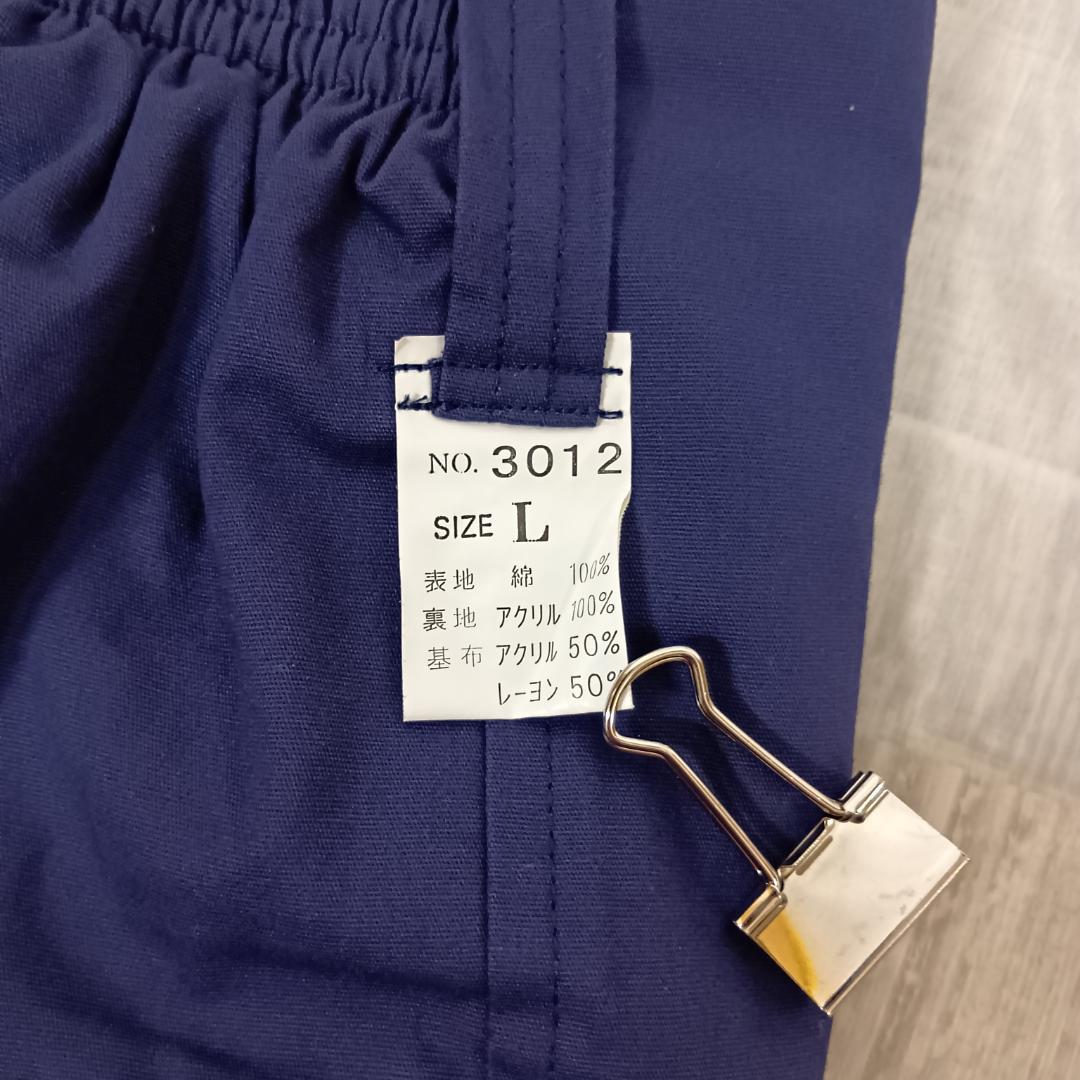 NO. 3012
SIZE L
表地 綿 100%
裏地 アクリル 100%
基布 アクリル 50%
レーヨン 50%